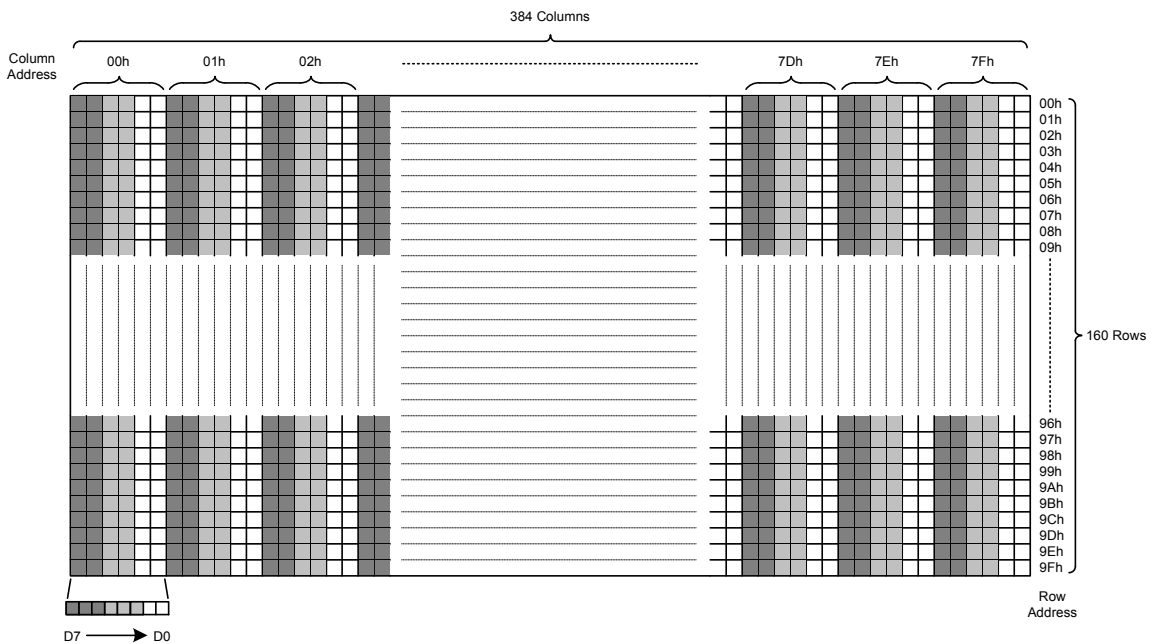 384 Columns
Column
Address
00h
01h
02h
7Dh
7Eh
7Fh
00h
01h
02h
03h
04h
05h
06h
07h
08h
09h
160 Rows
96h
97h
98h
99h
9Ah
9Bh
9Ch
9Dh
9Eh
9Fh
Row
Address
D7 D0